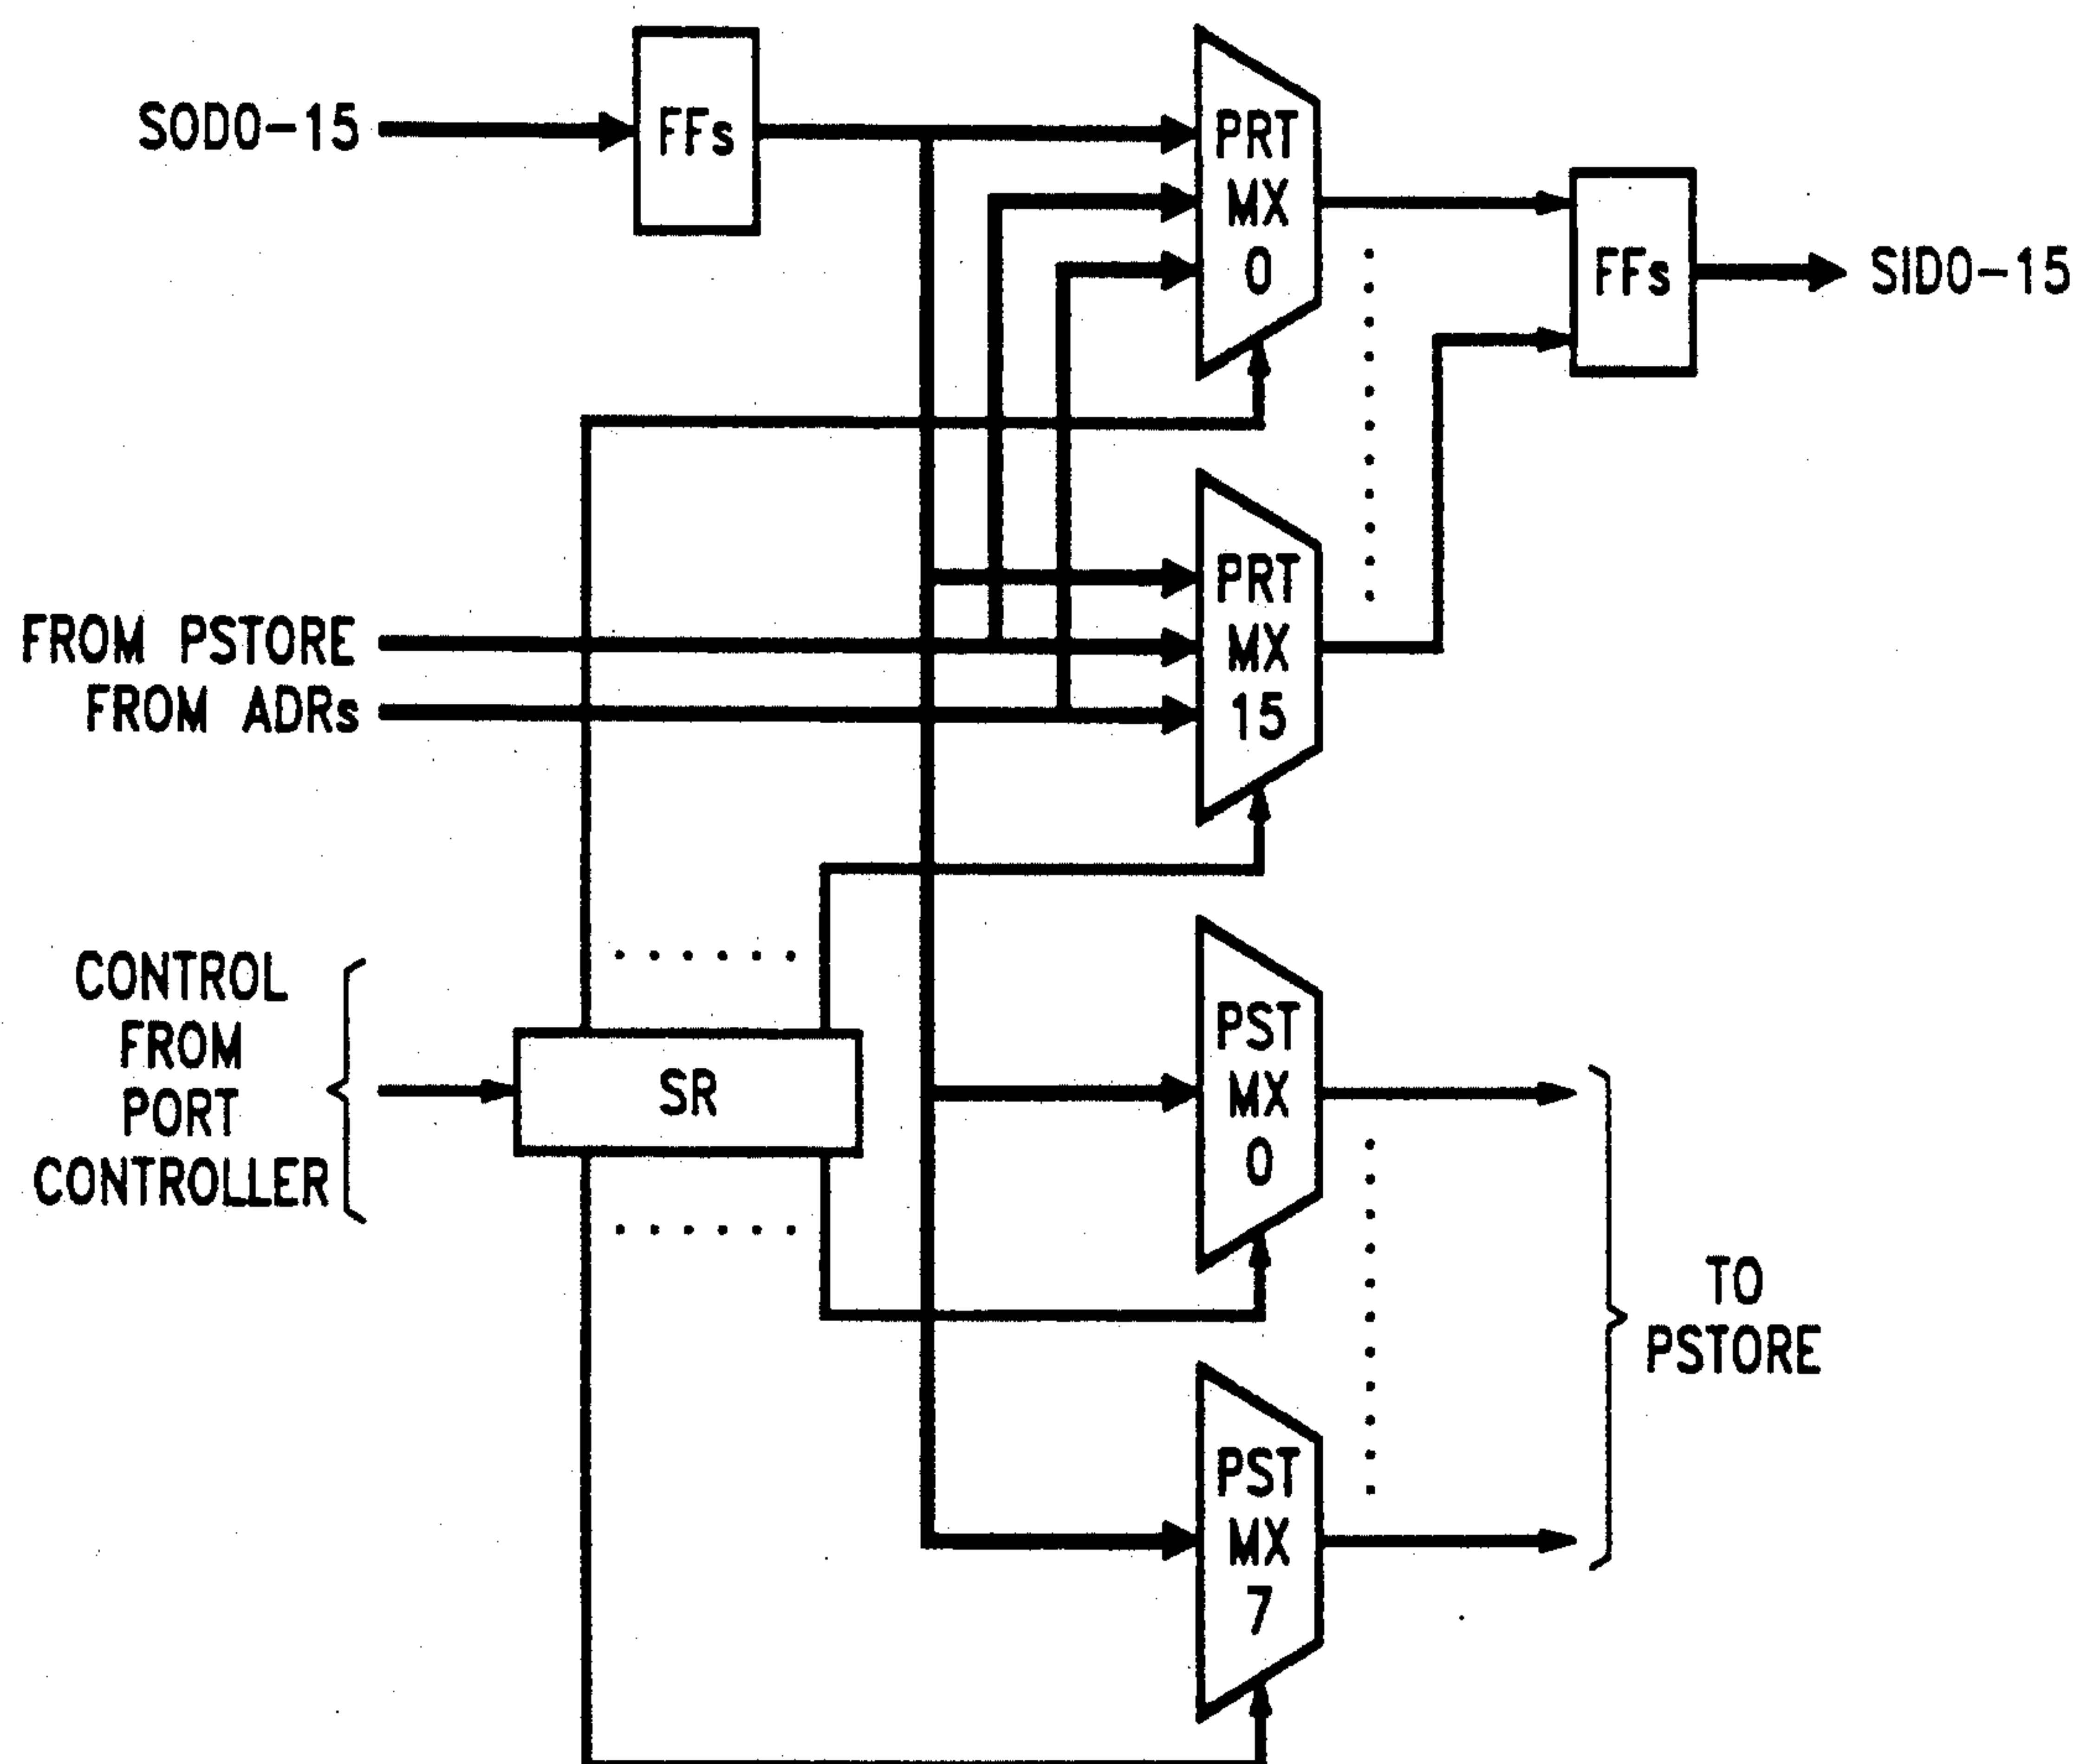 SOD0-15
FFs
PRT
MX
0
FFs
SID0-15
PRT
MX
15
FROM PSTORE
FROM ADRs
CONTROL
FROM
PORT
CONTROLLER
SR
PST
MX
0
TO
PSTORE
PST
MX
7